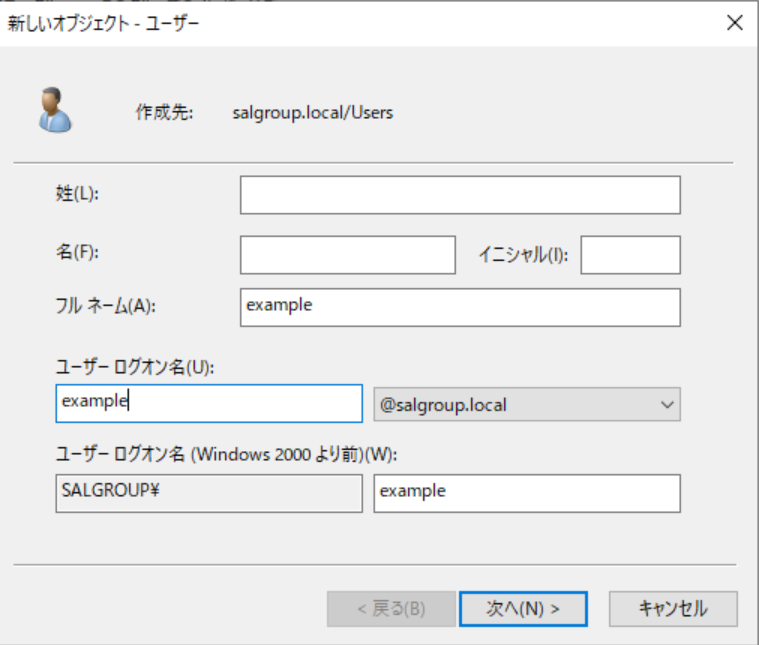 新しいオブジェクト - ユーザー
作成先: salgroup.local/Users
姓(L):
名(F): イニシャル(I):
フル ネーム(A): example
ユーザー ログオン名(U):
example @salgroup.local
ユーザー ログオン名 (Windows 2000 より前)(W):
SALGROUP¥ example
< 戻る(B) 次へ(N) > キャンセル